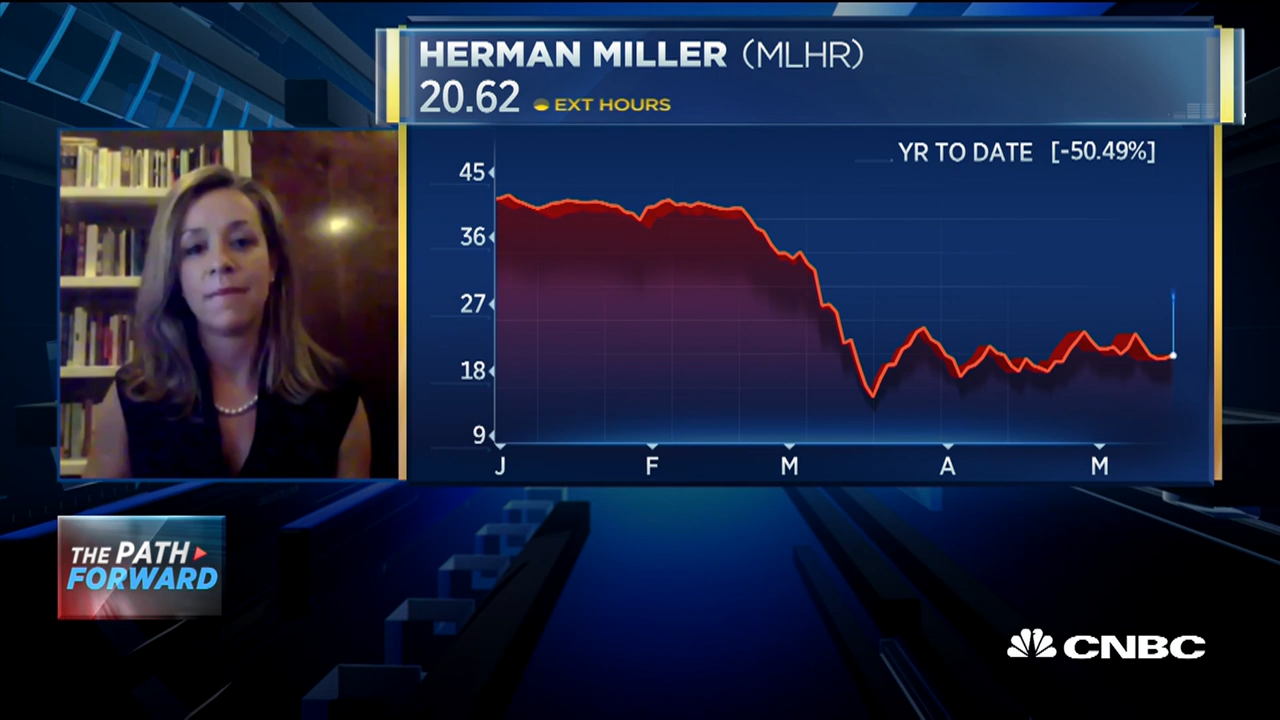 HERMAN MILLER (MLHR)
20.62 EXT HOURS
YR TO DATE [-50.49%]
45
36
27
18
9
J F M A M
THE PATH
FORWARD
CNBC